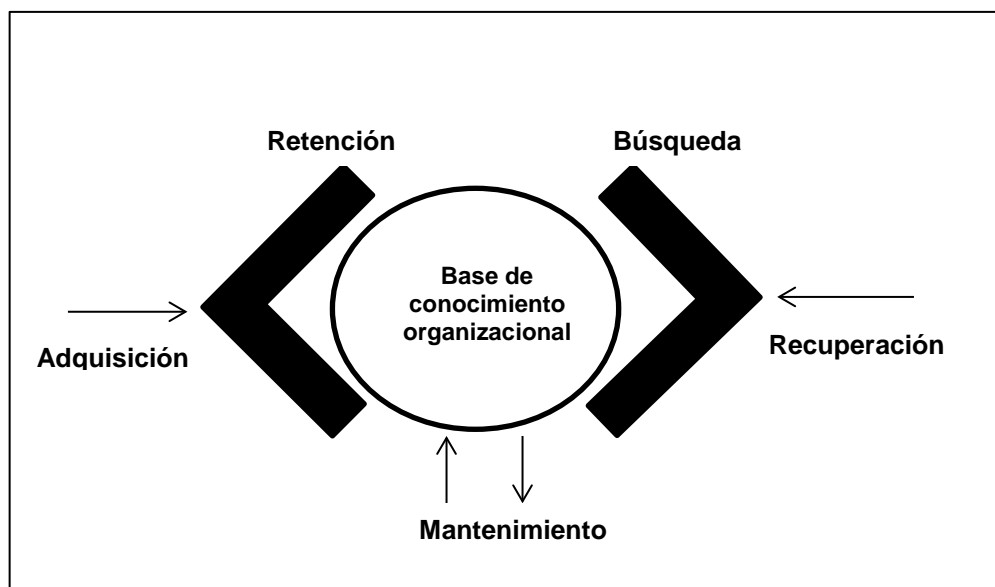 Retención
Búsqueda
Base de
conocimiento
organizacional
Adquisición
Recuperación
Mantenimiento